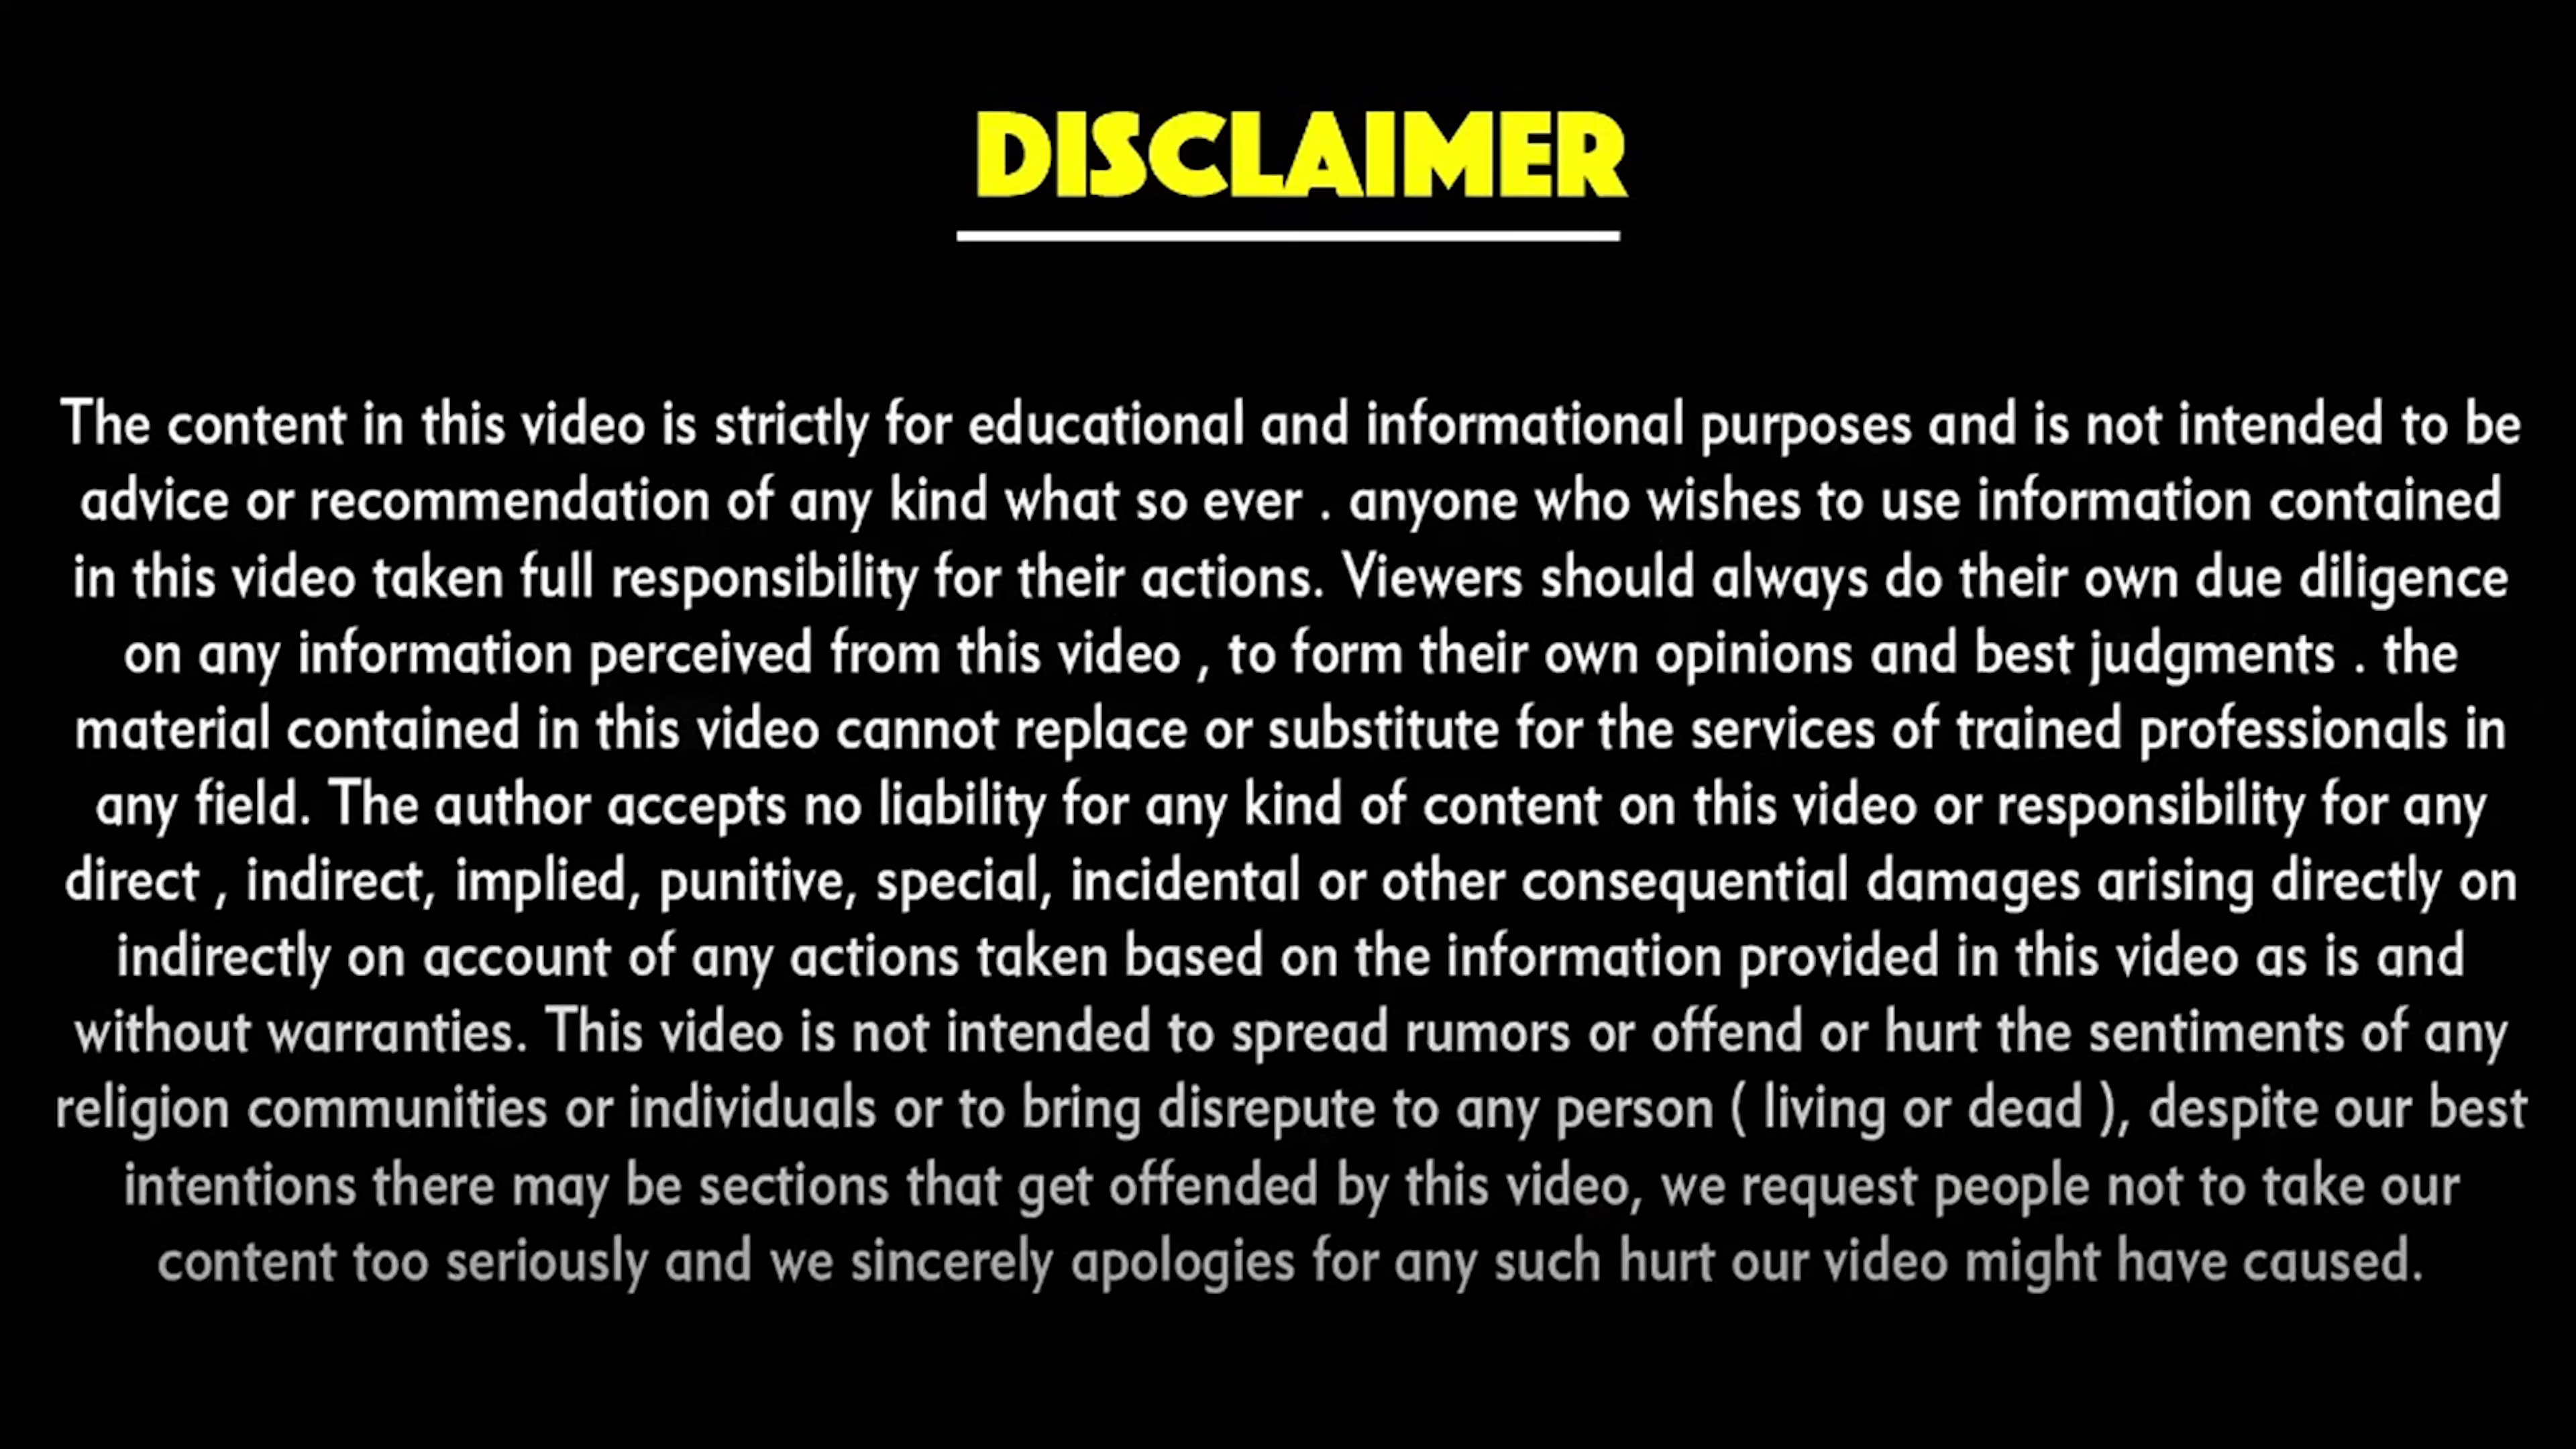 DISCLAIMER
The content in this video is strictly for educational and informational purposes and is not intended to be
advice or recommendation of any kind what so ever . anyone who wishes to use information contained
in this video taken full responsibility for their actions. Viewers should always do their own due diligence
on any information perceived from this video , to form their own opinions and best judgments . the
material contained in this video cannot replace or substitute for the services of trained professionals in
any field. The author accepts no liability for any kind of content on this video or responsibility for any
direct , indirect, implied, punitive, special, incidental or other consequential damages arising directly on
indirectly on account of any actions taken based on the information provided in this video as is and
without warranties. This video is not intended to spread rumors or offend or hurt the sentiments of any
religion communities or individuals or to bring disrepute to any person ( living or dead ), despite our best
intentions there may be sections that get offended by this video, we request people not to take our
content too seriously and we sincerely apologies for any such hurt our video might have caused.